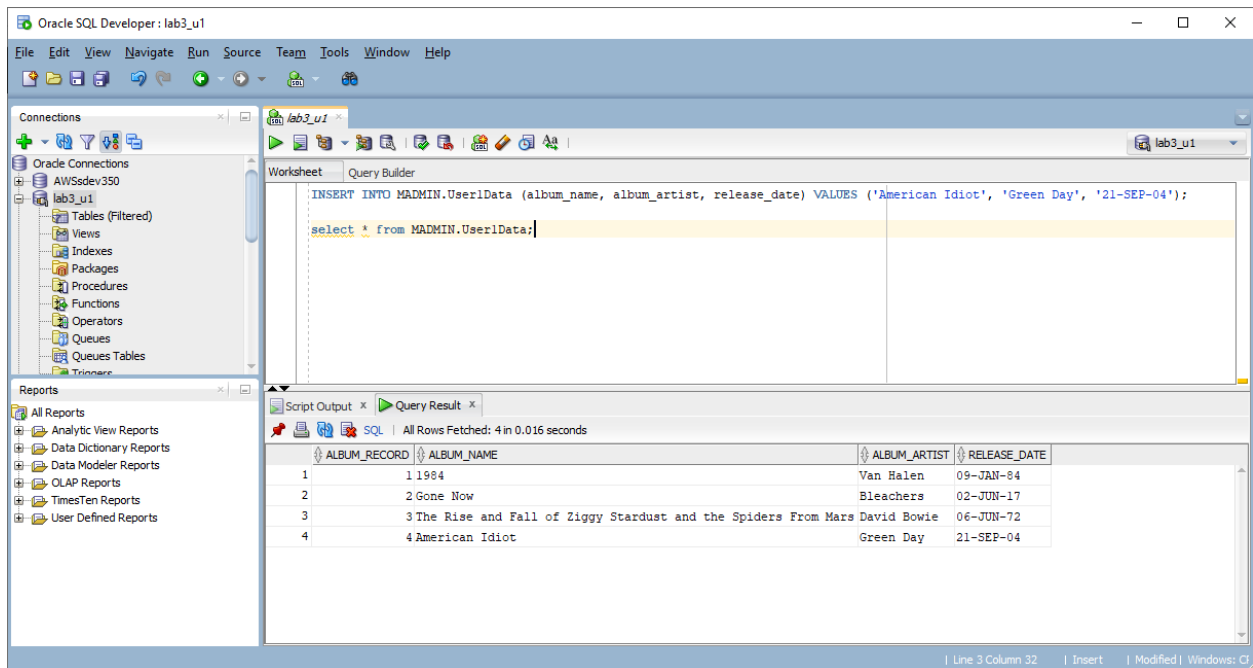 Oracle SQL Developer : lab3_u1
File Edit View Navigate Run Source Team Tools Window Help
Connections
Oracle Connections
AWSsdev350
lab3_u1
Tables (Filtered)
Views
Indexes
Packages
Procedures
Functions
Operators
Queues
Queues Tables
Triggers
Reports
All Reports
Analytic View Reports
Data Dictionary Reports
Data Modeler Reports
OLAP Reports
TimesTen Reports
User Defined Reports
lab3_u1
lab3_u1
Worksheet Query Builder
INSERT INTO MADMIN.User1Data (album_name, album_artist, release_date) VALUES ('American Idiot', 'Green Day', '21-SEP-04');
select * from MADMIN.User1Data;
Script Output x Query Result x
SQL | All Rows Fetched: 4 in 0.016 seconds
ALBUM_RECORD ALBUM_NAME ALBUM_ARTIST RELEASE_DATE
1 1 1984 Van Halen 09-JAN-84
2 2 Gone Now Bleachers 02-JUN-17
3 3 The Rise and Fall of Ziggy Stardust and the Spiders From Mars David Bowie 06-JUN-72
4 4 American Idiot Green Day 21-SEP-04
| Line 3 Column 32 | Insert | Modified | Windows: